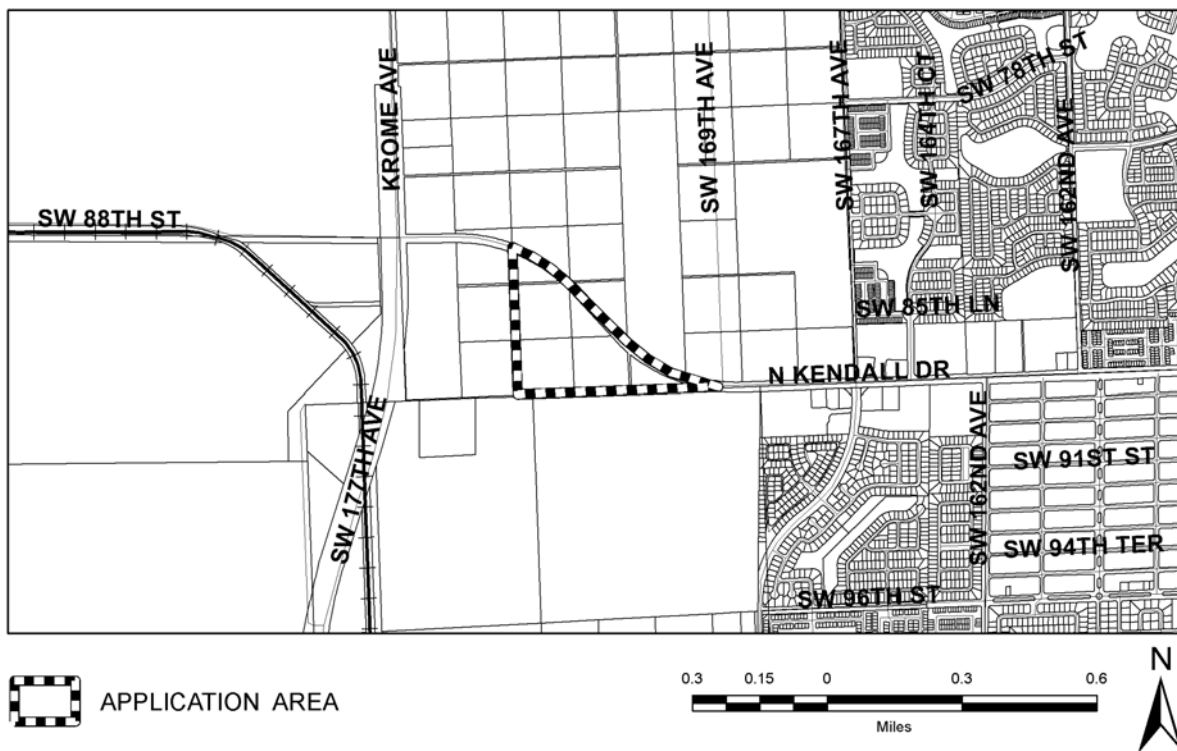 KROME AVE
SW 169TH AVE
SW 167TH AVE
SW 164TH CT
SW 78TH ST
SW 162ND AVE
SW 88TH ST
SW 85TH LN
N KENDALL DR
SW 177TH AVE
SW 162ND AVE
SW 91ST ST
SW 94TH TER
SW 96TH ST
APPLICATION AREA
0.3 0.15 0 0.3 0.6
Miles
N